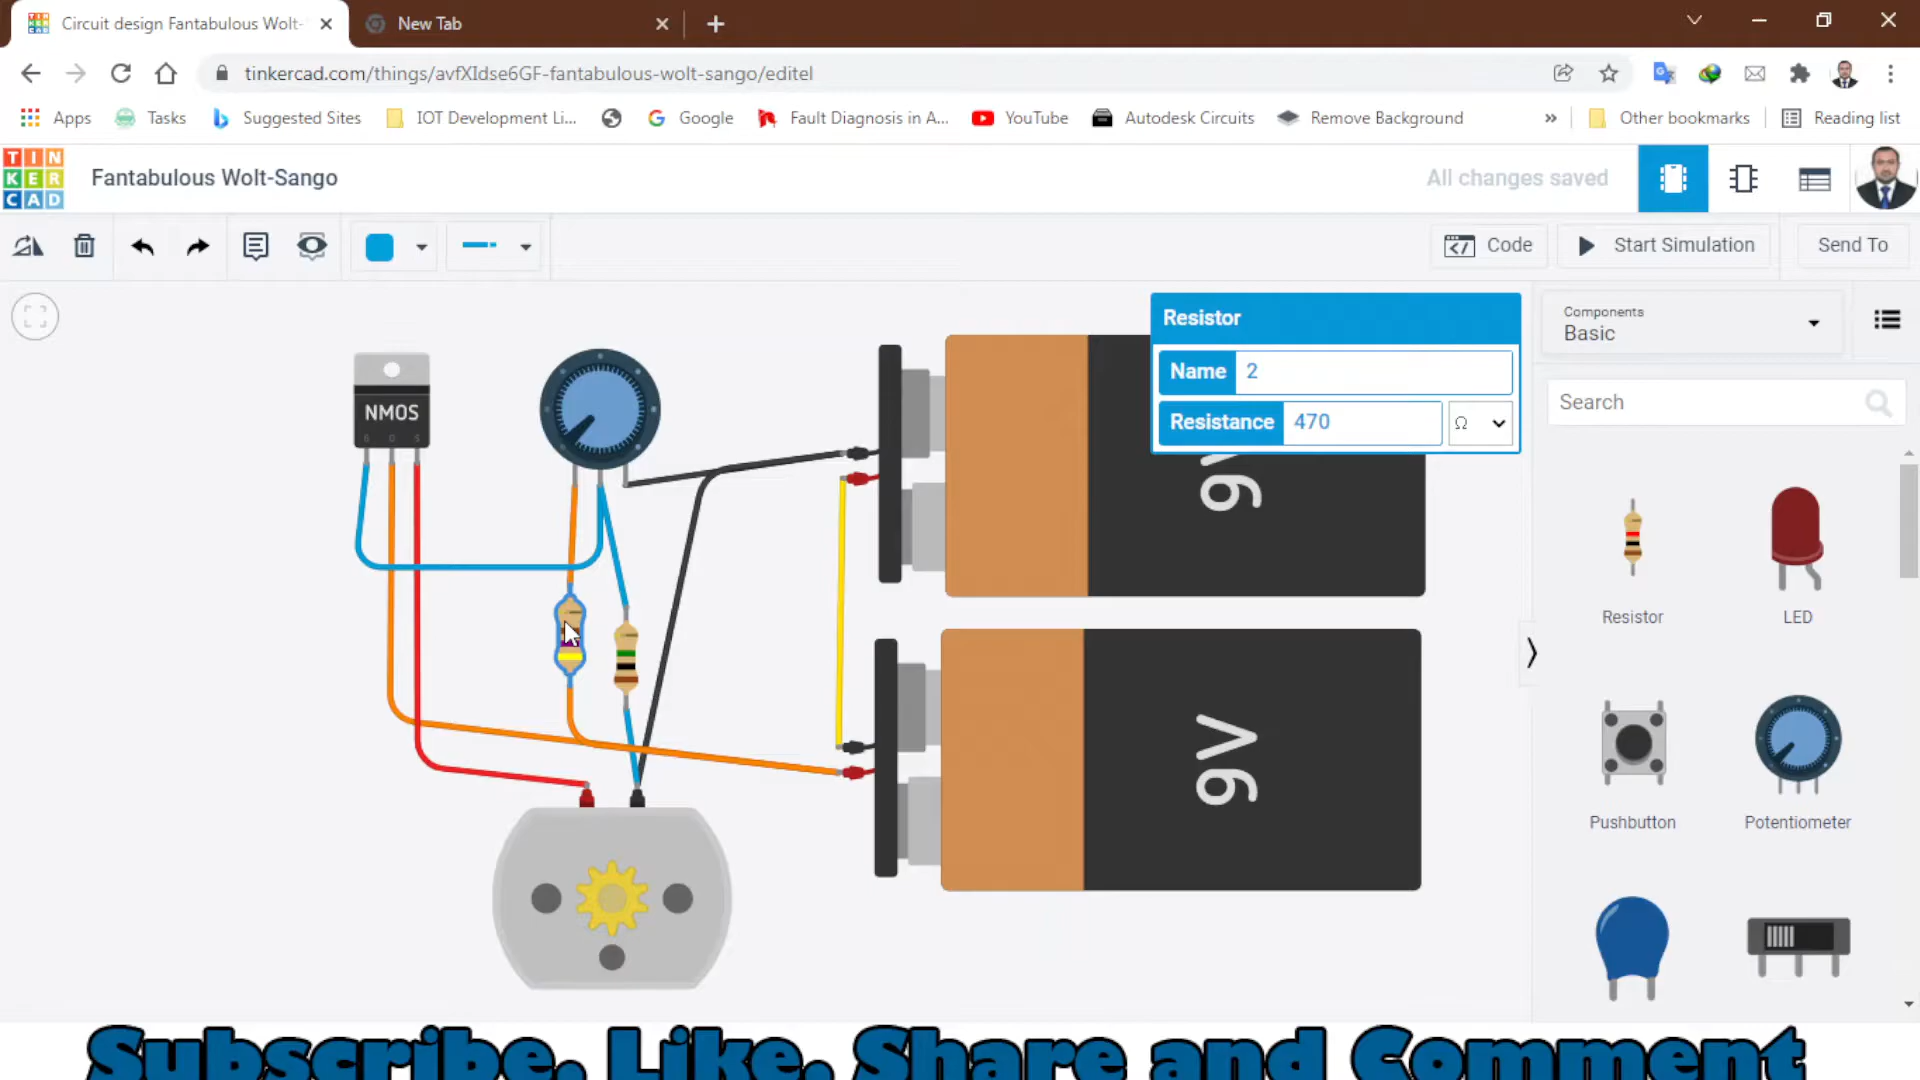 Circuit design Fantabulous Wolt-
New Tab
tinkercad.com/things/avfXIdse6GF-fantabulous-wolt-sango/editel
Apps
Tasks
Suggested Sites
IOT Development Li...
Google
Fault Diagnosis in A...
YouTube
Autodesk Circuits
Remove Background
»
Other bookmarks
Reading list
TIN
KER
CAD
Fantabulous Wolt-Sango
All changes saved
Code
Start Simulation
Send To
Resistor
Name 2
Resistance 470 Ω
Components
Basic
Search
NMOS
G D S
9V
9V
Resistor
LED
Pushbutton
Potentiometer
Subscribe, Like, Share and Comment